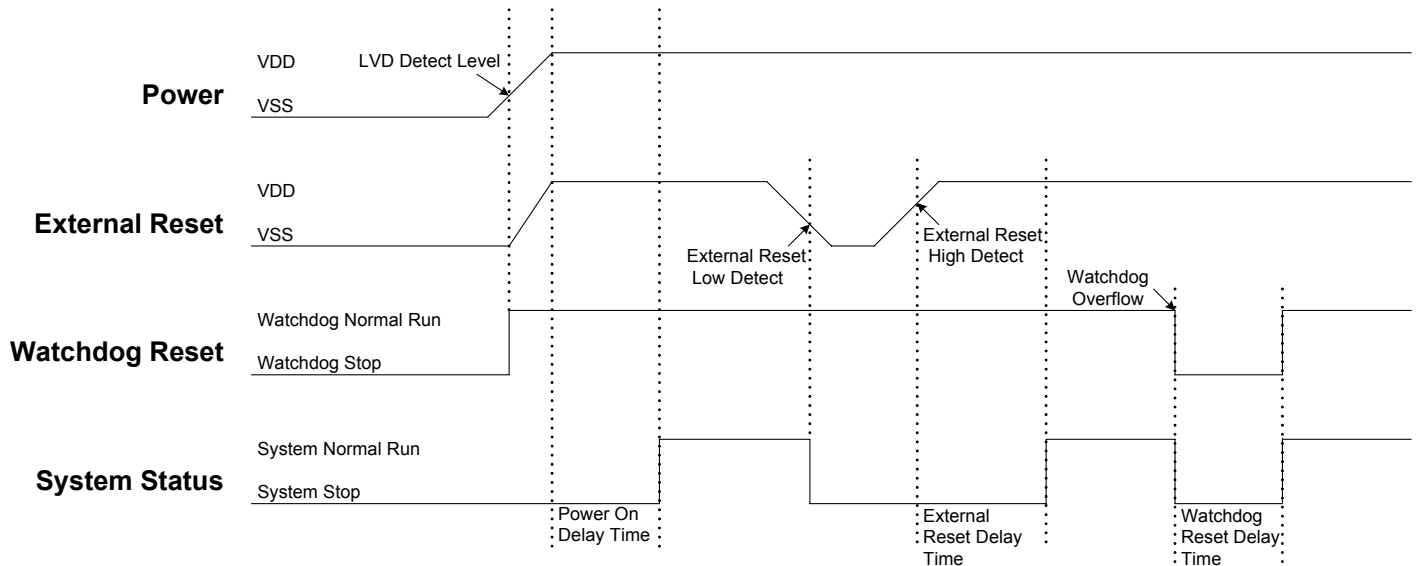 VDD
LVD Detect Level
Power
VSS
VDD
External Reset
VSS
External Reset
Low Detect
External Reset
High Detect
Watchdog
Overflow
Watchdog Normal Run
Watchdog Reset
Watchdog Stop
System Normal Run
System Status
System Stop
Power On
Delay Time
External
Reset Delay
Time
Watchdog
Reset Delay
Time